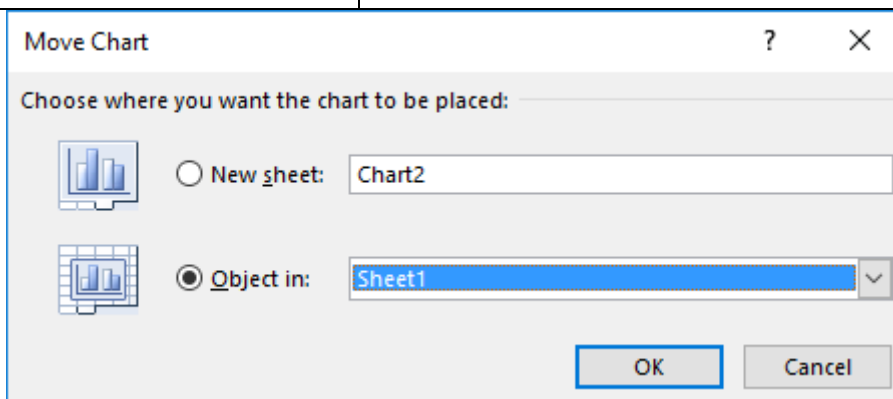 Move Chart ?
Choose where you want the chart to be placed:
New sheet: Chart2
Object in: Sheet1
OK Cancel